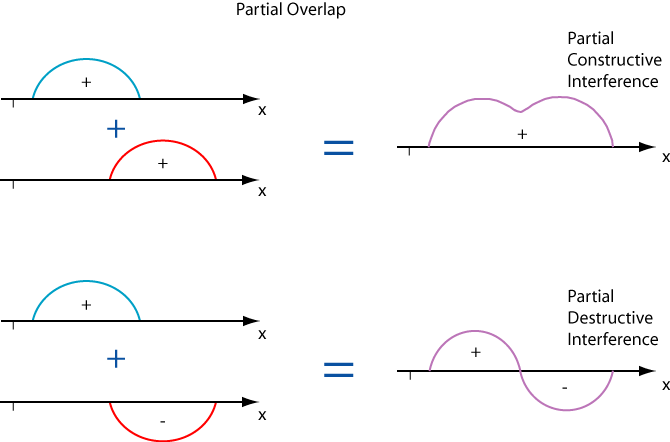 Partial Overlap
Partial
Constructive
Interference
+
x
+
+
x
=
+
x
Partial
Destructive
Interference
+
x
+
-
x
=
+
-
x